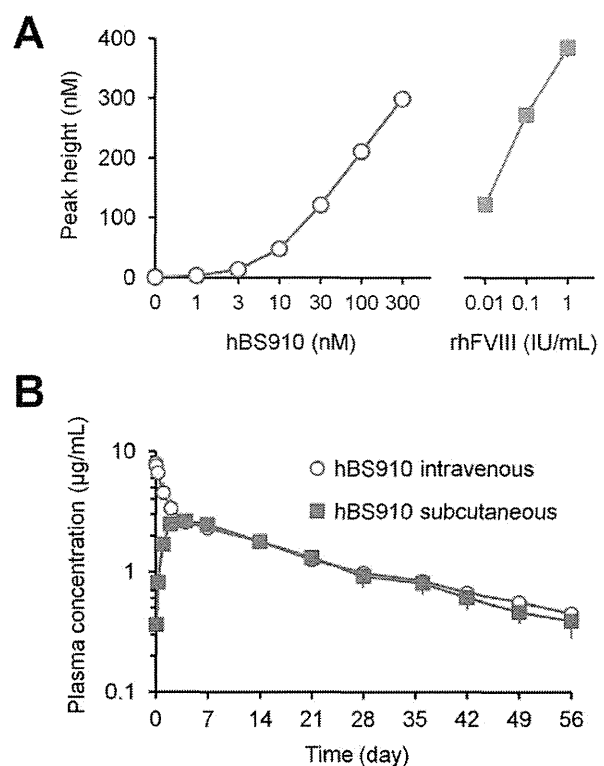 A
Peak height (nM)
400
300
200
100
0
0 1 3 10 30 100 300
hBS910 (nM)
0.01 0.1 1
rhFVIII (IU/mL)
B
Plasma concentration (µg/mL)
10
1
0.1
hBS910 intravenous
hBS910 subcutaneous
0 7 14 21 28 35 42 49 56
Time (day)